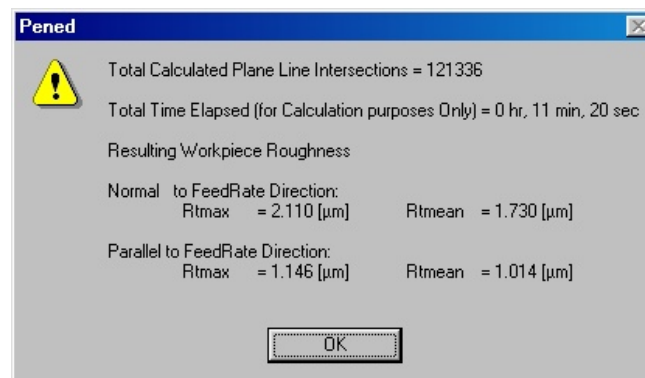 Pened
Total Calculated Plane Line Intersections = 121336
Total Time Elapsed (for Calculation purposes Only) = 0 hr, 11 min, 20 sec
Resulting Workpiece Roughness
Normal to FeedRate Direction:
Rtmax = 2.110 [µm] Rtmean = 1.730 [µm]
Parallel to FeedRate Direction:
Rtmax = 1.146 [µm] Rtmean = 1.014 [µm]
OK